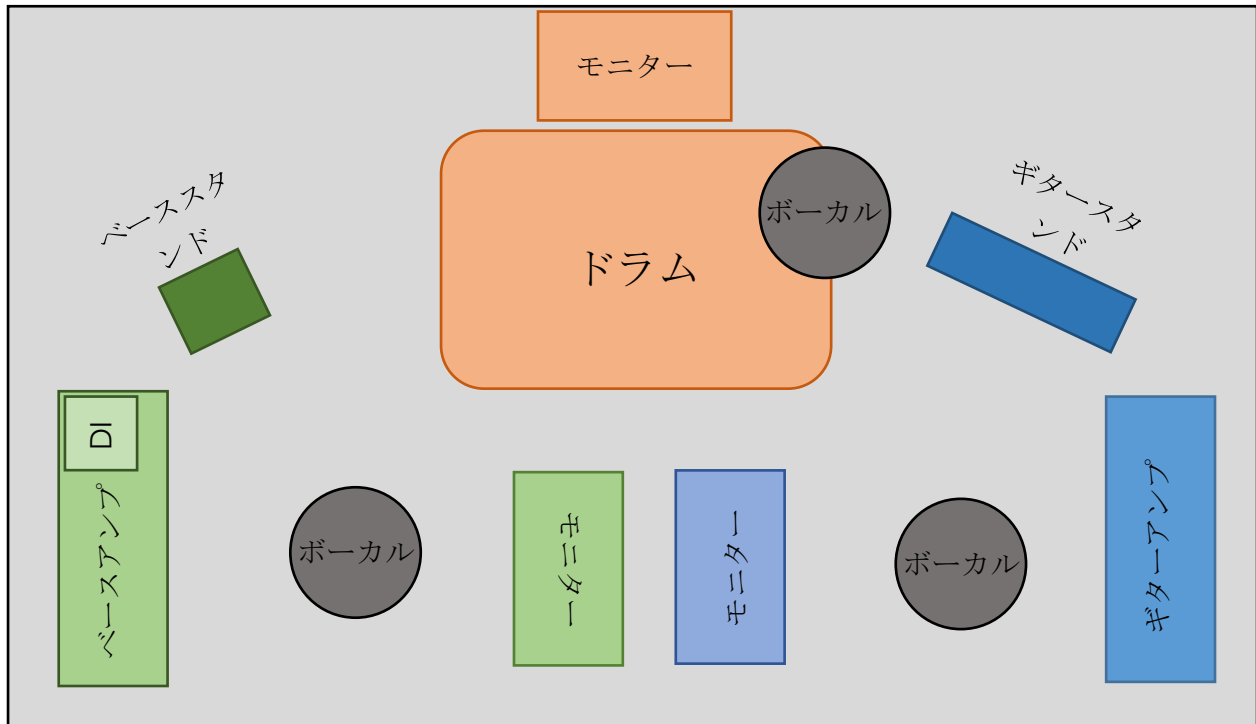 モニター
ベーススタ
ンド
ボーカル
ギタースタ
ンド
ドラム
DI
ベースアンプ
ボーカル
モニター
モニター
ボーカル
ギターアンプ